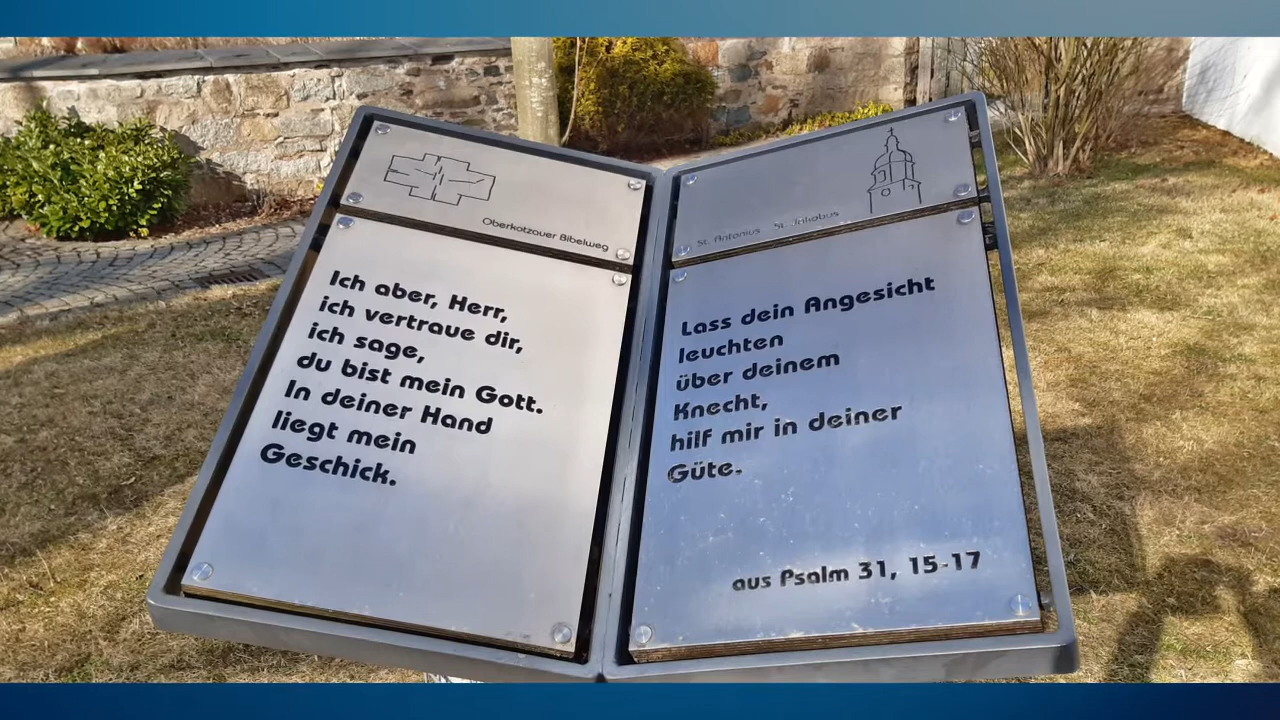 Oberkotzauer Bibelweg
Ich aber, Herr,
ich vertraue dir,
ich sage,
du bist mein Gott.
In deiner Hand
liegt mein
Geschick.
St. Antonius St. Jakobus
Lass dein Angesicht
leuchten
über deinem
Knecht,
hilf mir in deiner
Güte.
aus Psalm 31, 15-17